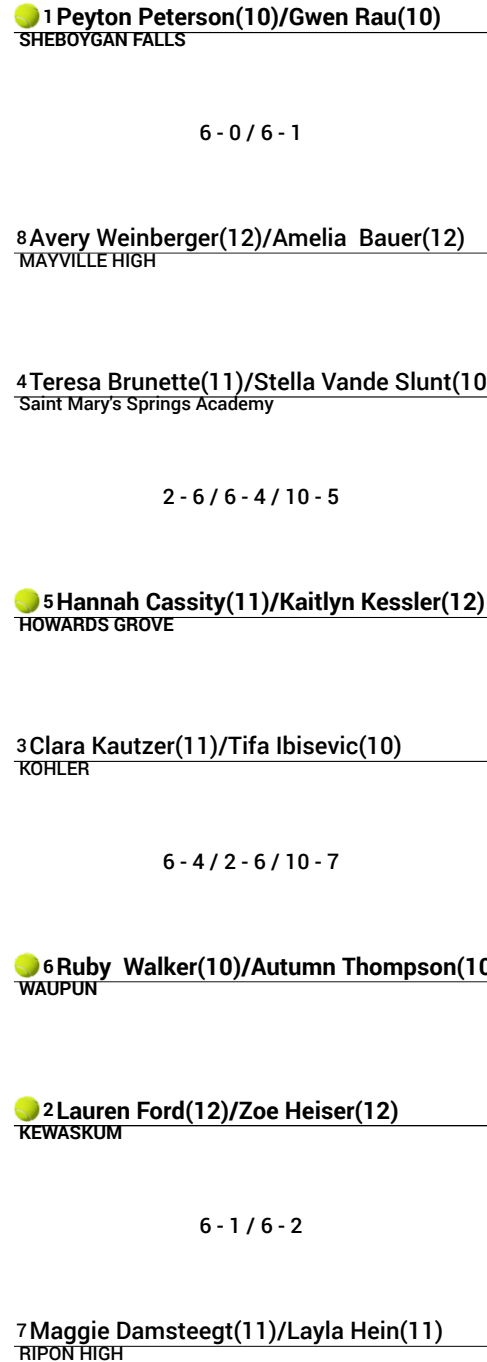 1 Peyton Peterson(10)/Gwen Rau(10)
SHEBOYGAN FALLS
6 - 0 / 6 - 1
8 Avery Weinberger(12)/Amelia  Bauer(12)
MAYVILLE HIGH
4 Teresa Brunette(11)/Stella Vande Slunt(10
Saint Mary's Springs Academy
2 - 6 / 6 - 4 / 10 - 5
5 Hannah Cassity(11)/Kaitlyn Kessler(12)
HOWARDS GROVE
3 Clara Kautzer(11)/Tifa Ibisevic(10)
KOHLER
6 - 4 / 2 - 6 / 10 - 7
6 Ruby  Walker(10)/Autumn Thompson(10
WAUPUN
2 Lauren Ford(12)/Zoe Heiser(12)
KEWASKUM
6 - 1 / 6 - 2
7 Maggie Damsteegt(11)/Layla Hein(11)
RIPON HIGH